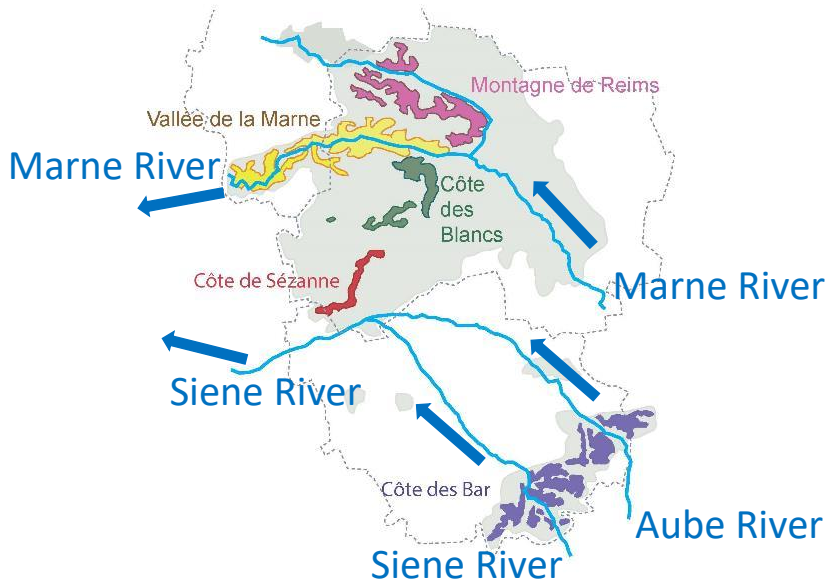 Montagne de Reims
Vallée de la Marne
Marne River
Côte
des
Blancs
Côte de Sézanne
Marne River
Siene River
Côte des Bar
Aube River
Siene River